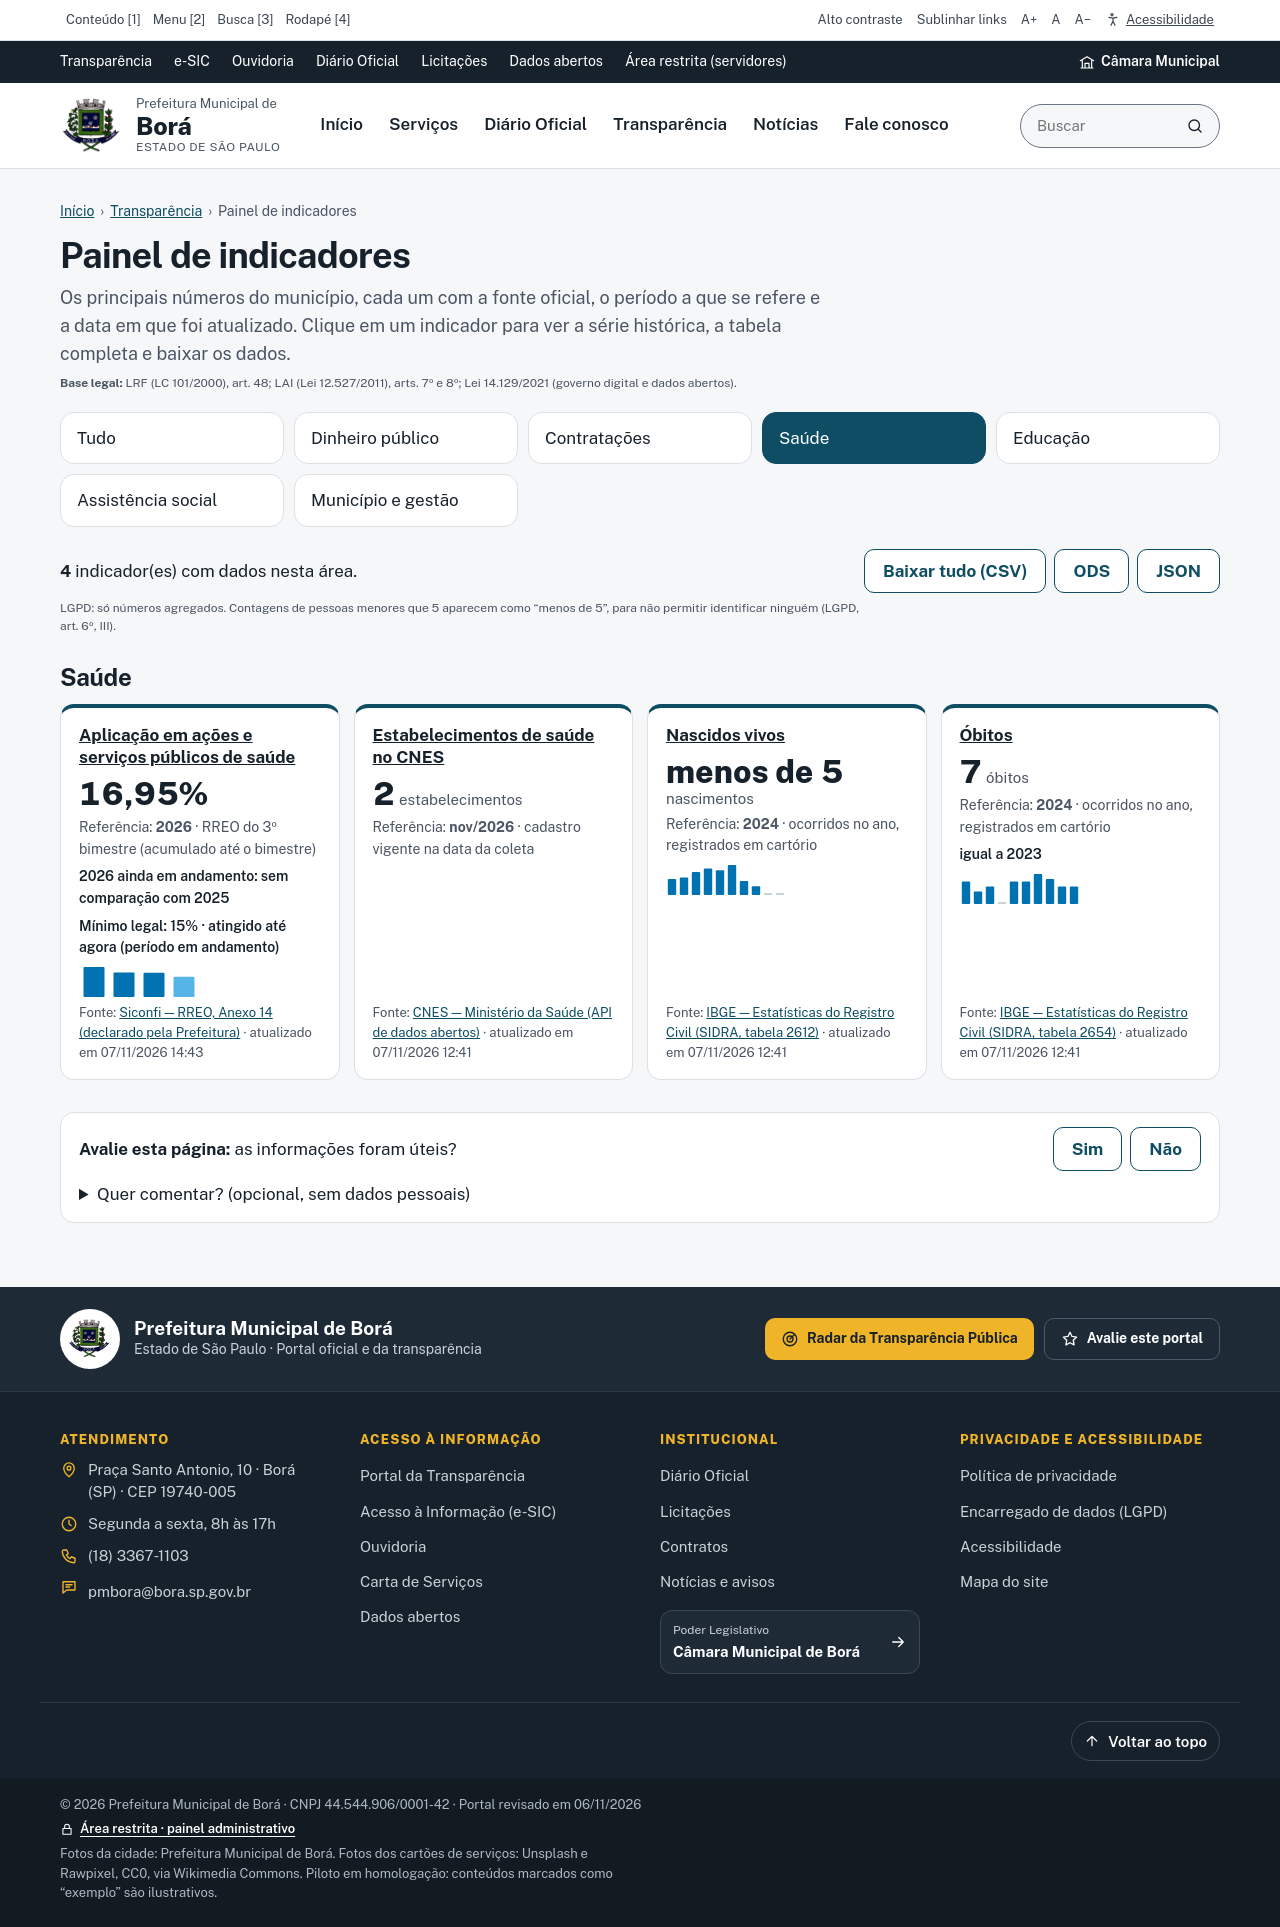 Conteúdo [1] Menu [2] Busca [3] Rodapé [4] Alto contraste Sublinhar links A+ A A− Acessibilidade
Transparência e-SIC Ouvidoria Diário Oficial Licitações Dados abertos Área restrita (servidores) Câmara Municipal
Prefeitura Municipal de
Borá
ESTADO DE SÃO PAULO
Início Serviços Diário Oficial Transparência Notícias Fale conosco Buscar
Início › Transparência › Painel de indicadores
Painel de indicadores
Os principais números do município, cada um com a fonte oficial, o período a que se refere e
a data em que foi atualizado. Clique em um indicador para ver a série histórica, a tabela
completa e baixar os dados.
Base legal: LRF (LC 101/2000), art. 48; LAI (Lei 12.527/2011), arts. 7º e 8º; Lei 14.129/2021 (governo digital e dados abertos).
Tudo Dinheiro público Contratações Saúde Educação
Assistência social Município e gestão
4 indicador(es) com dados nesta área. Baixar tudo (CSV) ODS JSON
LGPD: só números agregados. Contagens de pessoas menores que 5 aparecem como “menos de 5”, para não permitir identificar ninguém (LGPD,
art. 6º, III).
Saúde
Aplicação em ações e
serviços públicos de saúde
16,95%
Referência: 2026 · RREO do 3º
bimestre (acumulado até o bimestre)
2026 ainda em andamento: sem
comparação com 2025
Mínimo legal: 15% · atingido até
agora (período em andamento)
Fonte: Siconfi — RREO, Anexo 14
(declarado pela Prefeitura) · atualizado
em 07/11/2026 14:43
Estabelecimentos de saúde
no CNES
2 estabelecimentos
Referência: nov/2026 · cadastro
vigente na data da coleta
Fonte: CNES — Ministério da Saúde (API
de dados abertos) · atualizado em
07/11/2026 12:41
Nascidos vivos
menos de 5
nascimentos
Referência: 2024 · ocorridos no ano,
registrados em cartório
Fonte: IBGE — Estatísticas do Registro
Civil (SIDRA, tabela 2612) · atualizado
em 07/11/2026 12:41
Óbitos
7 óbitos
Referência: 2024 · ocorridos no ano,
registrados em cartório
igual a 2023
Fonte: IBGE — Estatísticas do Registro
Civil (SIDRA, tabela 2654) · atualizado
em 07/11/2026 12:41
Avalie esta página: as informações foram úteis? Sim Não
Quer comentar? (opcional, sem dados pessoais)
Prefeitura Municipal de Borá
Estado de São Paulo · Portal oficial e da transparência
Radar da Transparência Pública Avalie este portal
ATENDIMENTO
Praça Santo Antonio, 10 · Borá
(SP) · CEP 19740-005
Segunda a sexta, 8h às 17h
(18) 3367-1103
pmbora@bora.sp.gov.br
ACESSO À INFORMAÇÃO
Portal da Transparência
Acesso à Informação (e-SIC)
Ouvidoria
Carta de Serviços
Dados abertos
INSTITUCIONAL
Diário Oficial
Licitações
Contratos
Notícias e avisos
Poder Legislativo
Câmara Municipal de Borá
PRIVACIDADE E ACESSIBILIDADE
Política de privacidade
Encarregado de dados (LGPD)
Acessibilidade
Mapa do site
Voltar ao topo
© 2026 Prefeitura Municipal de Borá · CNPJ 44.544.906/0001-42 · Portal revisado em 06/11/2026
Área restrita · painel administrativo
Fotos da cidade: Prefeitura Municipal de Borá. Fotos dos cartões de serviços: Unsplash e
Rawpixel, CC0, via Wikimedia Commons. Piloto em homologação: conteúdos marcados como
“exemplo” são ilustrativos.